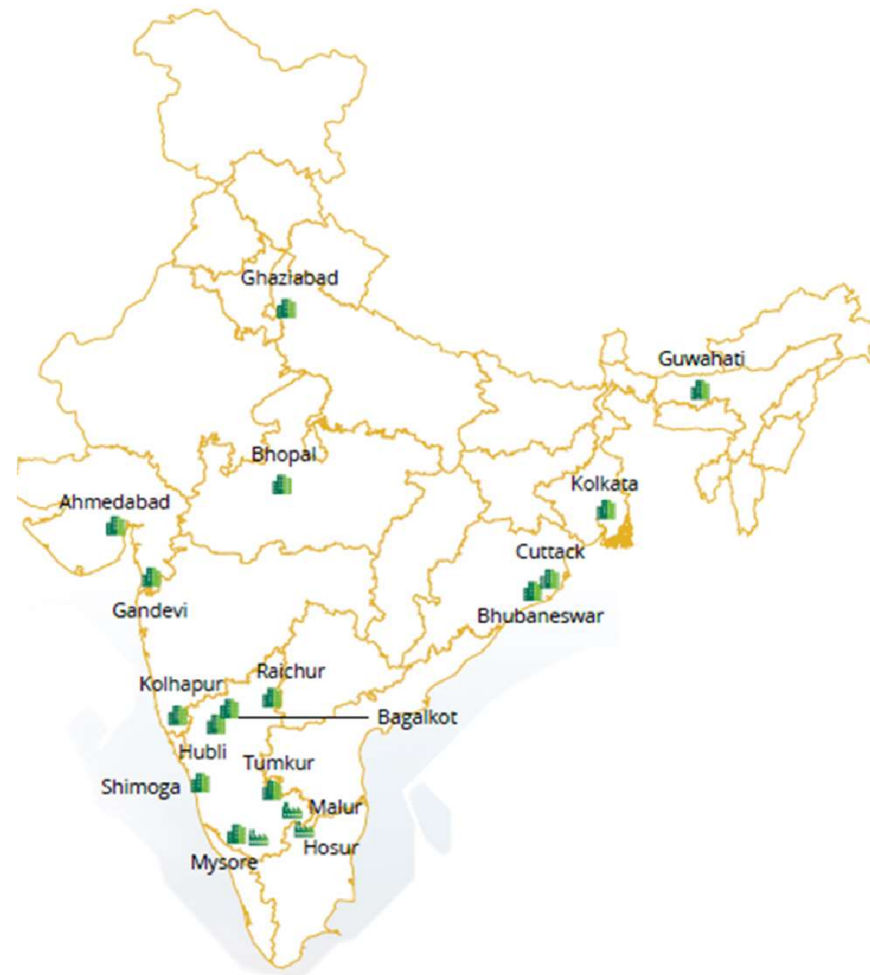 Ghaziabad
Guwahati
Bhopal
Kolkata
Ahmedabad
Cuttack
Gandevi
Bhubaneswar
Raichur
Kolhapur
Bagalkot
Hubli
Tumkur
Shimoga
Malur
Hosur
Mysore